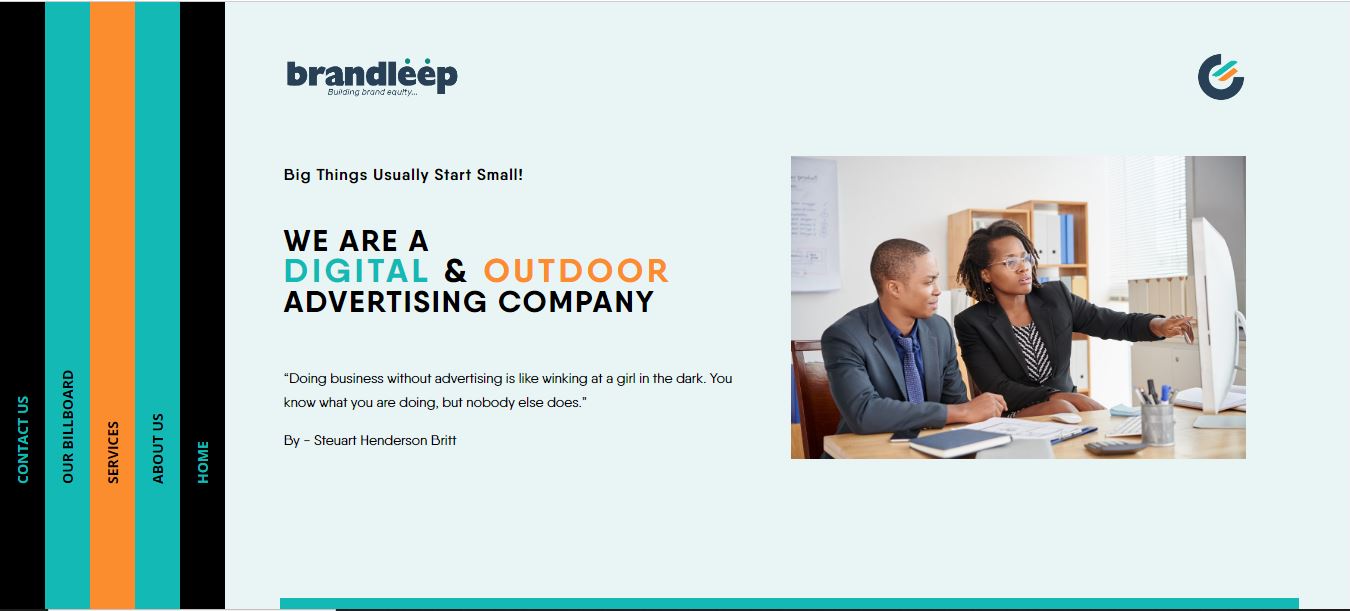 CONTACT US
OUR BILLBOARD
SERVICES
ABOUT US
HOME
brandleep
Building brand equity...
Big Things Usually Start Small!
WE ARE A
DIGITAL & OUTDOOR
ADVERTISING COMPANY
“Doing business without advertising is like winking at a girl in the dark. You
know what you are doing, but nobody else does.”
By - Steuart Henderson Britt